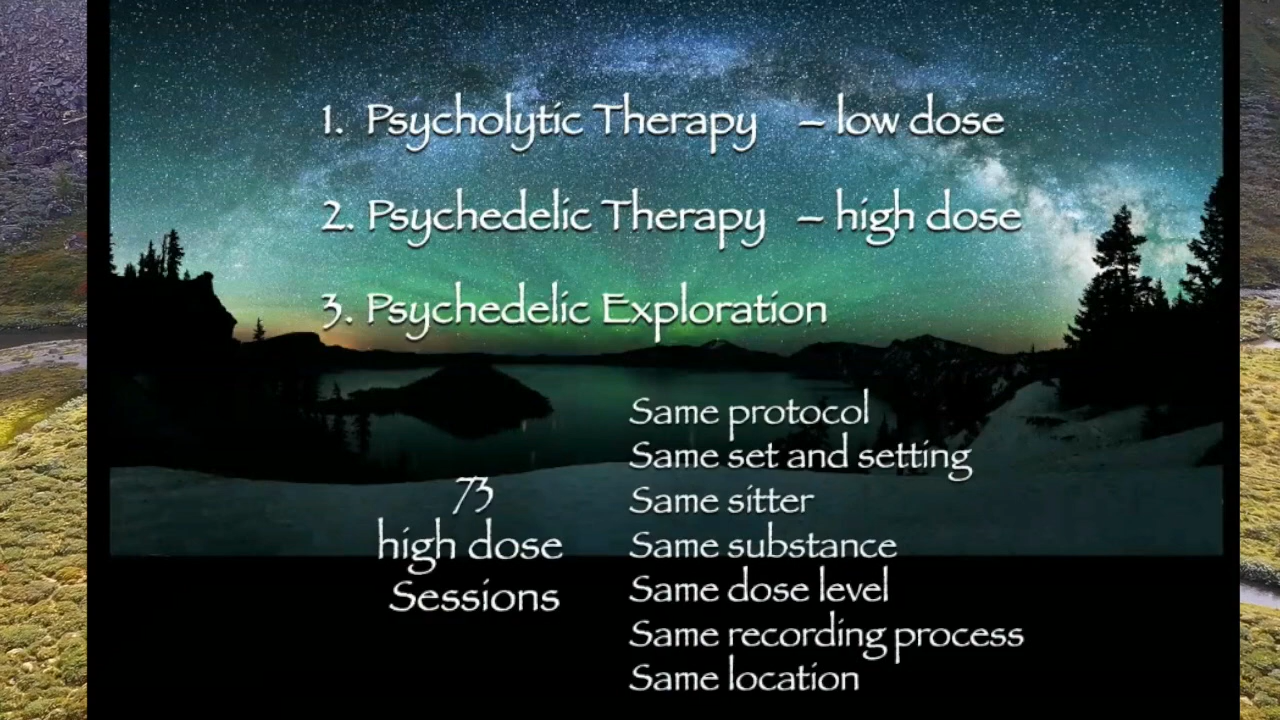 1. Psycholytic Therapy – low dose
2. Psychedelic Therapy – high dose
3. Psychedelic Exploration
73
high dose
Sessions
Same protocol
Same set and setting
Same sitter
Same substance
Same dose level
Same recording process
Same location